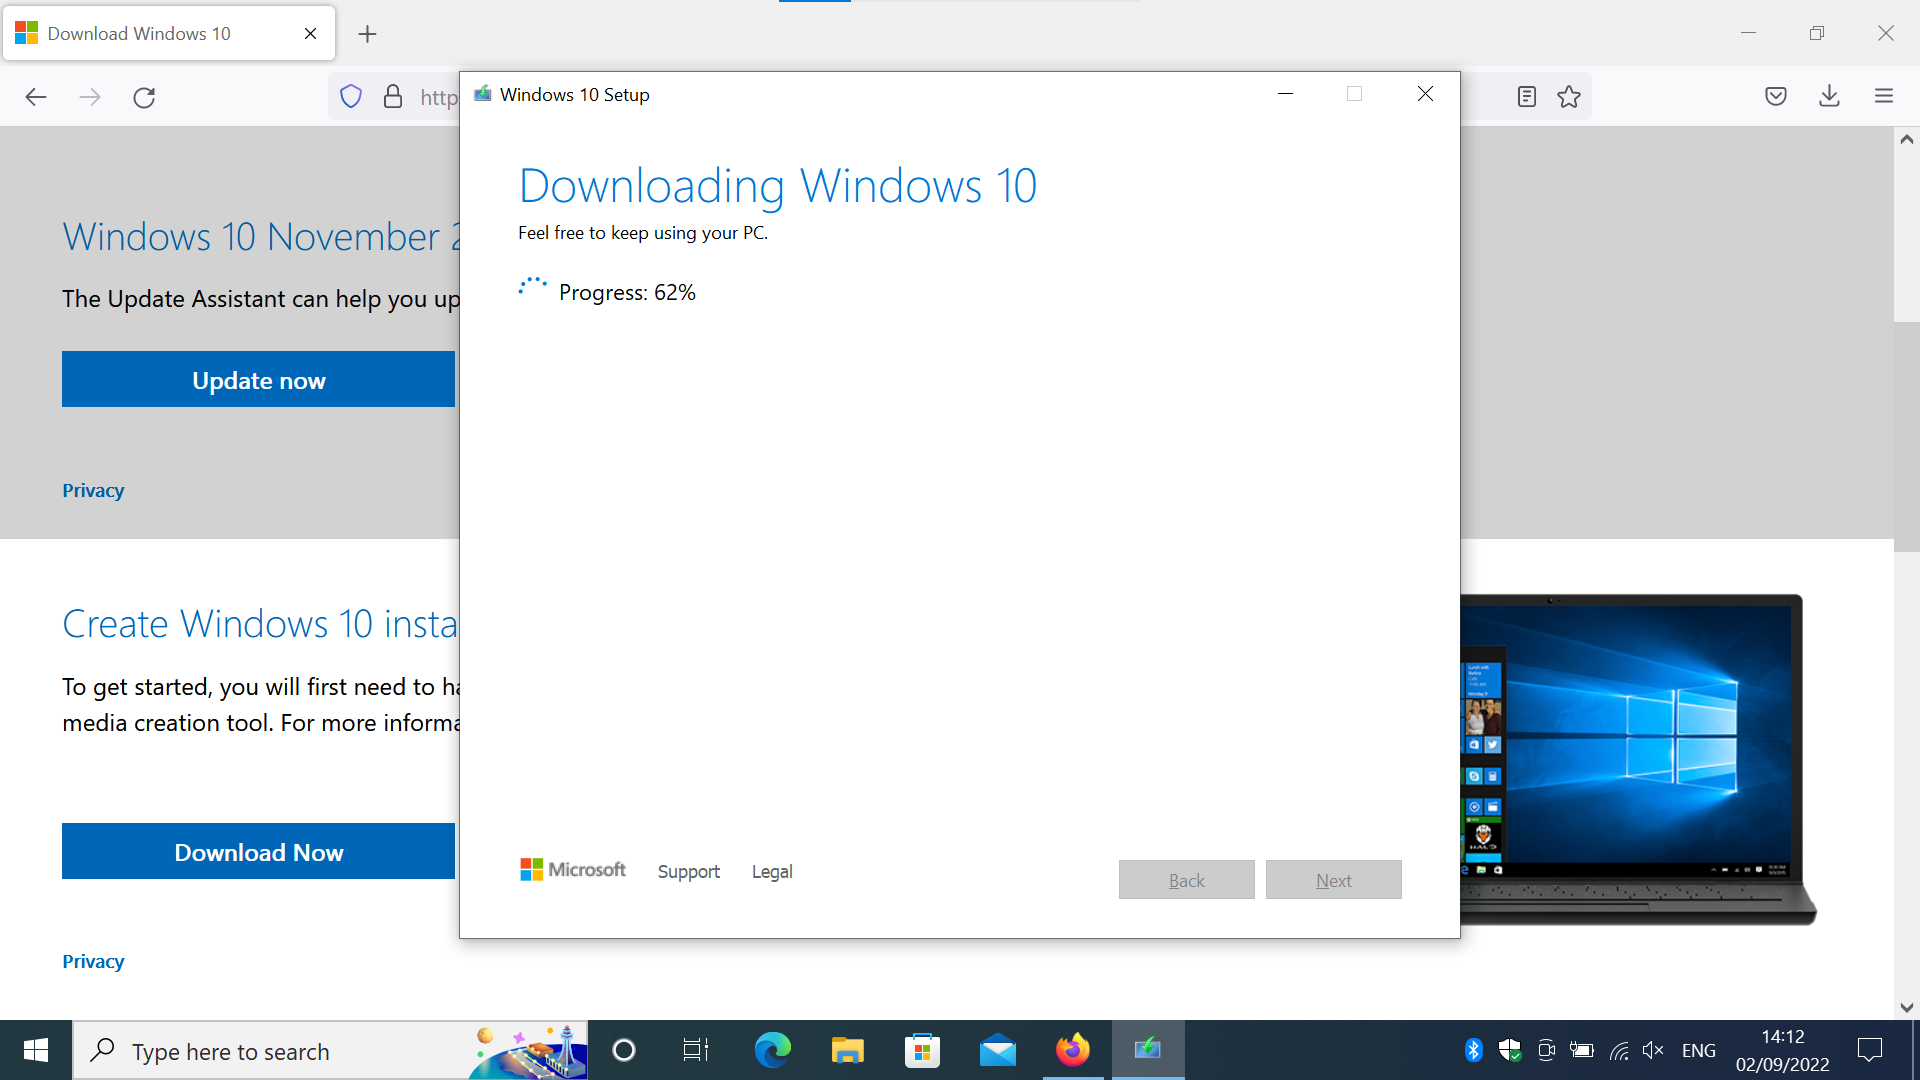 Download Windows 10
http
Windows 10 Setup
Downloading Windows 10
Feel free to keep using your PC.
Progress: 62%
Windows 10 November 2
The Update Assistant can help you up
Update now
Privacy
Create Windows 10 insta
To get started, you will first need to ha
media creation tool. For more informa
Download Now
Privacy
Microsoft
Support
Legal
Back
Next
HALO
Type here to search
ENG
14:12
02/09/2022